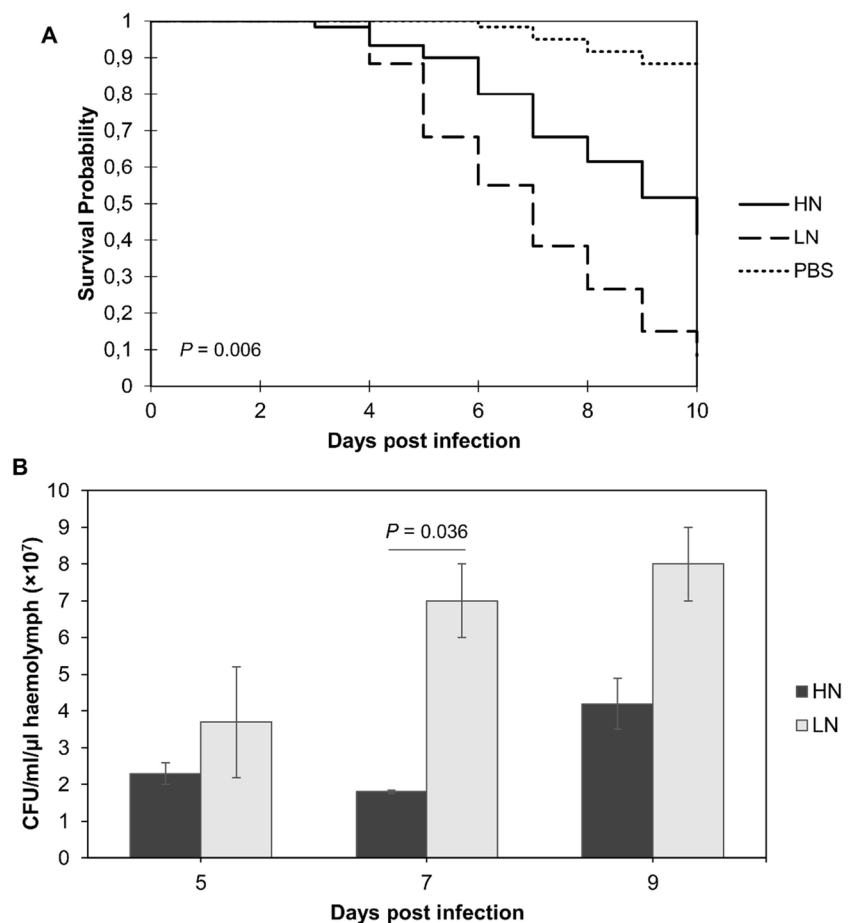 A
Survival Probability
1
0,9
0,8
0,7
0,6
0,5
0,4
0,3
0,2
0,1
0
P = 0.006
0 2 4 6 8 10
Days post infection
HN
LN
PBS
B
CFU/ml/µl haemolymph (×10⁷)
10
9
8
7
6
5
4
3
2
1
0
P = 0.036
5 7 9
Days post infection
HN
LN